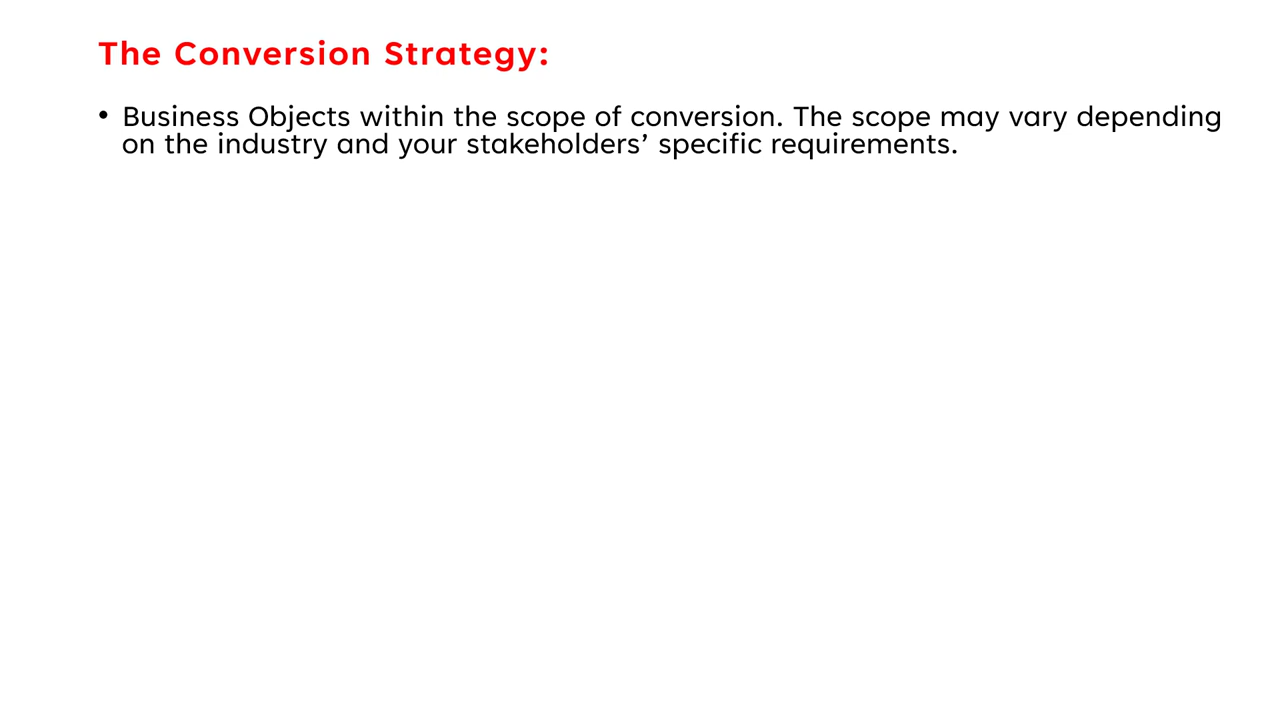 The Conversion Strategy:
• Business Objects within the scope of conversion. The scope may vary depending
on the industry and your stakeholders’ specific requirements.